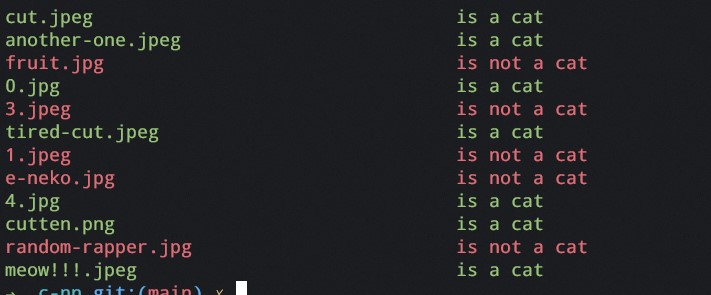 cut.jpeg is a cat
another-one.jpeg is a cat
fruit.jpg is not a cat
0.jpg is a cat
3.jpeg is not a cat
tired-cut.jpeg is a cat
1.jpeg is not a cat
e-neko.jpg is not a cat
4.jpg is a cat
cutten.png is a cat
random-rapper.jpg is not a cat
meow!!!.jpeg is a cat
→ c-nn git:(main) ✗